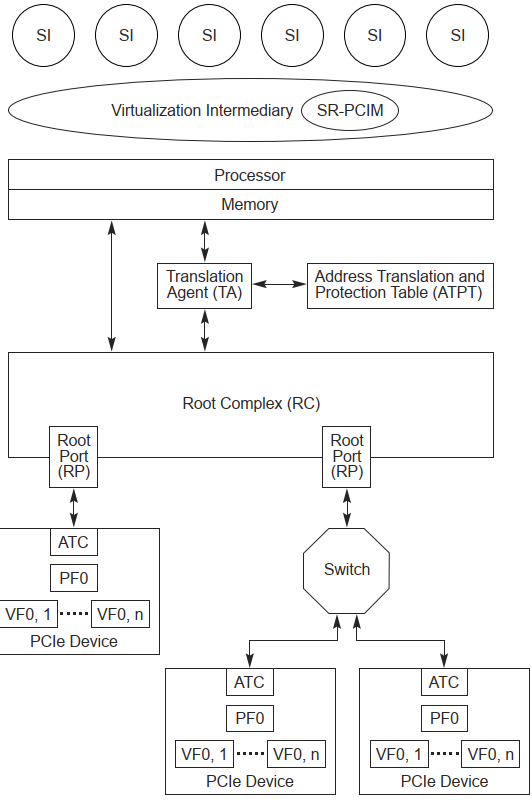 SI SI SI SI SI SI
Virtualization Intermediary SR-PCIM
Processor
Memory
Translation
Agent (TA)
Address Translation and
Protection Table (ATPT)
Root Complex (RC)
Root
Port
(RP)
Root
Port
(RP)
ATC
PF0
VF0, 1 VF0, n
PCIe Device
Switch
ATC
PF0
VF0, 1 VF0, n
PCIe Device
ATC
PF0
VF0, 1 VF0, n
PCIe Device